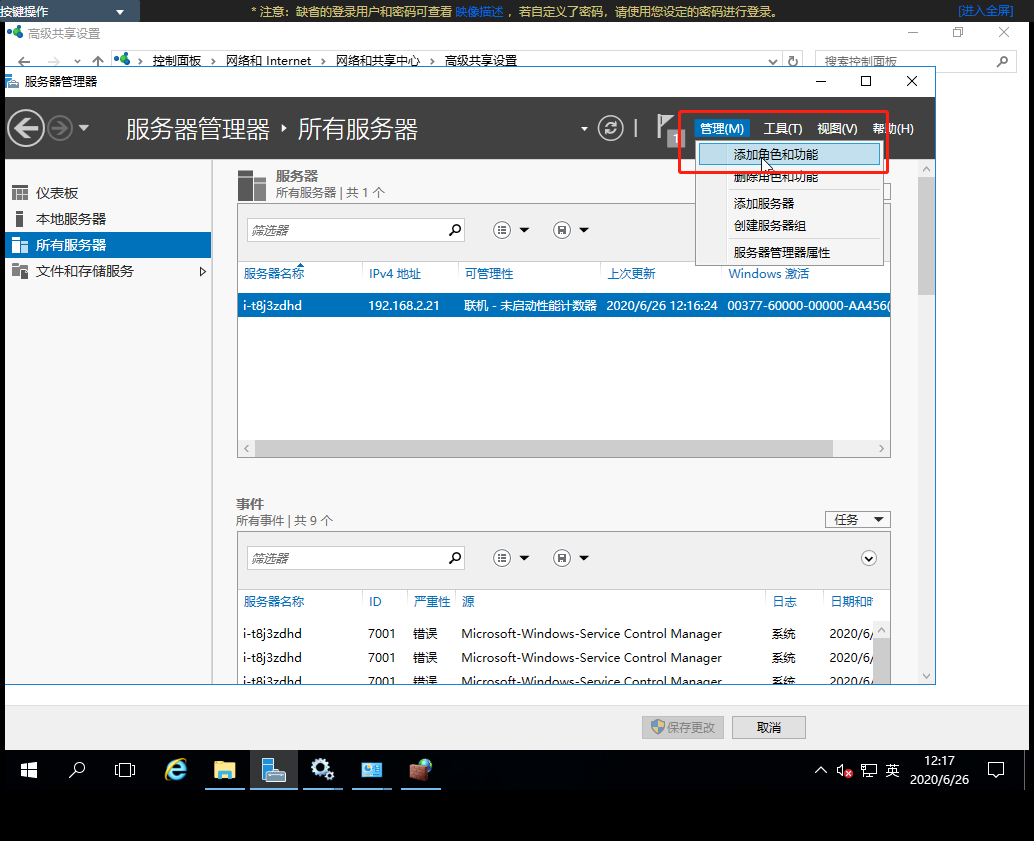 按键操作
* 注意：缺省的登录用户和密码可查看 映像描述 ，若自定义了密码，请使用您设定的密码进行登录。
[进入全屏]
高级共享设置
控制面板 › 网络和 Internet › 网络和共享中心 › 高级共享设置
搜索控制面板
服务器管理器
服务器管理器 · 所有服务器
1
管理(M) 工具(T) 视图(V) 帮助(H)
添加角色和功能
删除角色和功能
添加服务器
创建服务器组
服务器管理器属性
仪表板
本地服务器
所有服务器
文件和存储服务
服务器
所有服务器 | 共 1 个
筛选器
服务器名称 IPv4 地址 可管理性 上次更新 Windows 激活
i-t8j3zdhd 192.168.2.21 联机 - 未启动性能计数器 2020/6/26 12:16:24 00377-60000-00000-AA456(
事件
所有事件 | 共 9 个
任务
筛选器
服务器名称 ID 严重性 源 日志 日期和时
i-t8j3zdhd 7001 错误 Microsoft-Windows-Service Control Manager 系统 2020/6/
i-t8j3zdhd 7001 错误 Microsoft-Windows-Service Control Manager 系统 2020/6/
i-t8j3zdhd 7001 错误 Microsoft-Windows-Service Control Manager 系统 2020/6/
保存更改 取消
英
12:17
2020/6/26